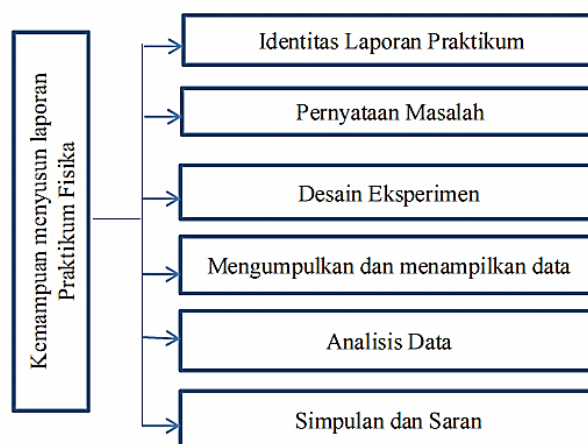 Kemampuan menyusun laporan
Praktikum Fisika
Identitas Laporan Praktikum
Pernyataan Masalah
Desain Eksperimen
Mengumpulkan dan menampilkan data
Analisis Data
Simpulan dan Saran